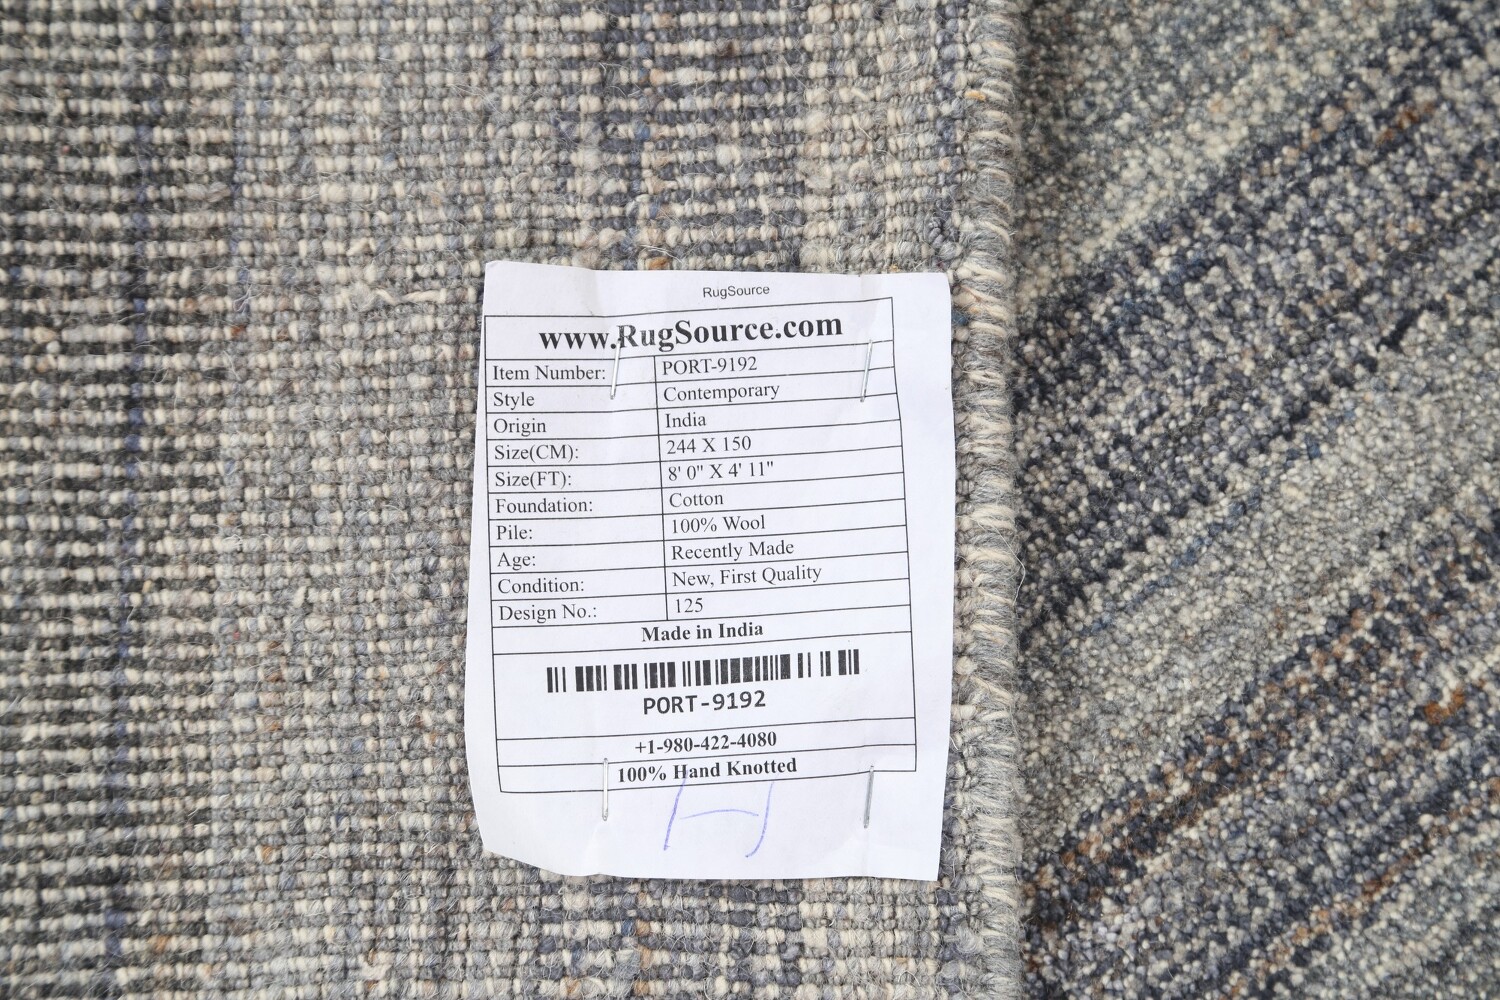 RugSource
www.RugSource.com
Item Number: PORT-9192
Style Contemporary
Origin India
Size(CM): 244 X 150
Size(FT): 8' 0" X 4' 11"
Foundation: Cotton
Pile: 100% Wool
Age: Recently Made
Condition: New, First Quality
Design No.: 125
Made in India
PORT-9192
+1-980-422-4080
100% Hand Knotted
H